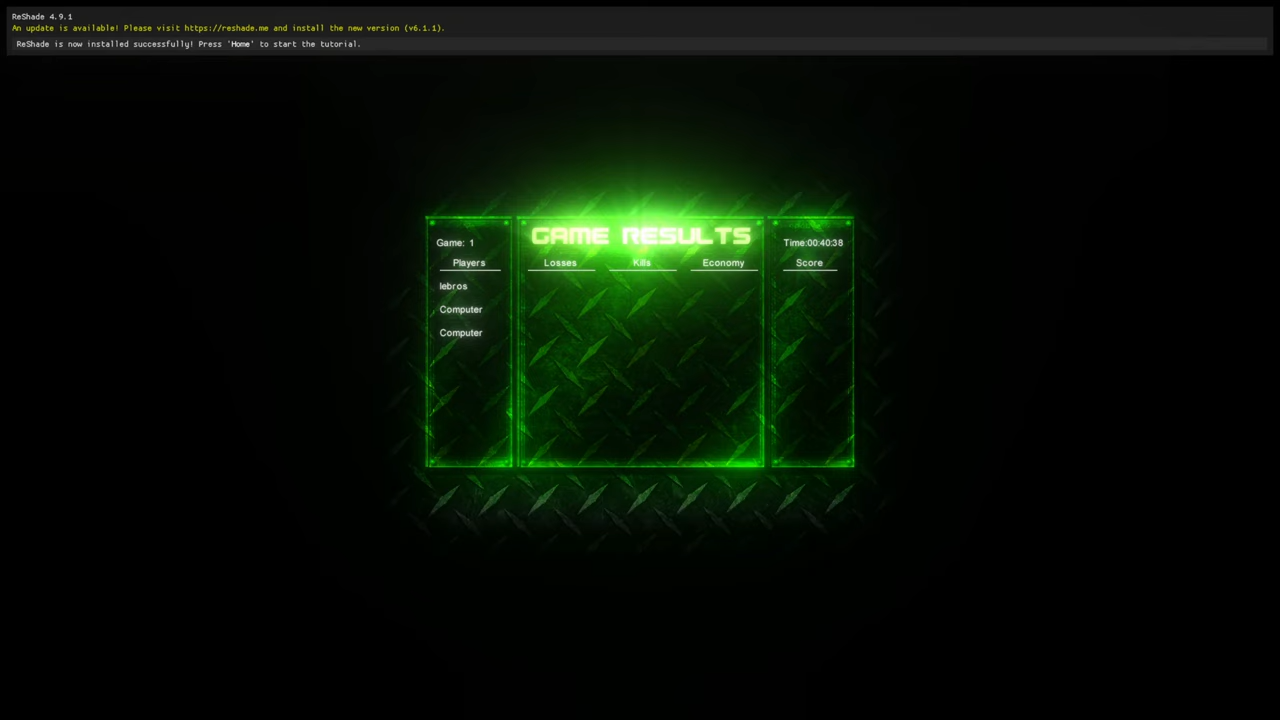 ReShade 4.9.1
An update is available! Please visit https://reshade.me and install the new version (v6.1.1).
ReShade is now installed successfully! Press 'Home' to start the tutorial.
GAME RESULTS
Game: 1
Time:00:40:38
Players Losses Kills Economy Score
lebros
Computer
Computer